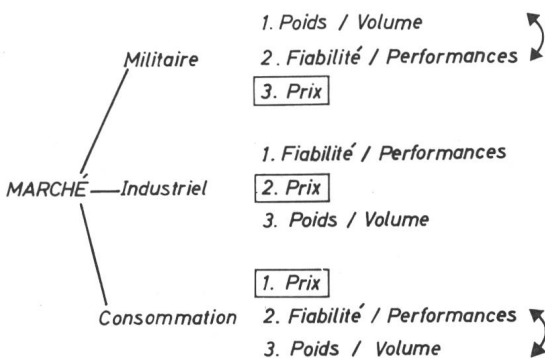 1. Poids / Volume
Militaire
2. Fiabilité / Performances
3. Prix
1. Fiabilité / Performances
MARCHÉ
Industriel
2. Prix
3. Poids / Volume
1. Prix
Consommation
2. Fiabilité / Performances
3. Poids / Volume